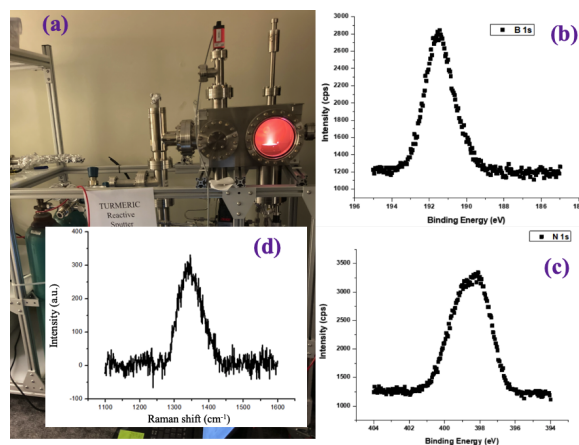 (a)
TURMERIC
Reactive
Sputter
(b)
B 1s
Intensity (cps)
3000
2800
2600
2400
2200
2000
1800
1600
1400
1200
1000
196
194
192
190
188
186
Binding Energy (eV)
(c)
N 1s
Intensity (cps)
3500
3000
2500
2000
1500
1000
404
402
400
398
396
394
Binding Energy (eV)
(d)
Intensity (a.u.)
400
300
200
100
0
-100
1100
1200
1300
1400
1500
1600
Raman shift (cm⁻¹)